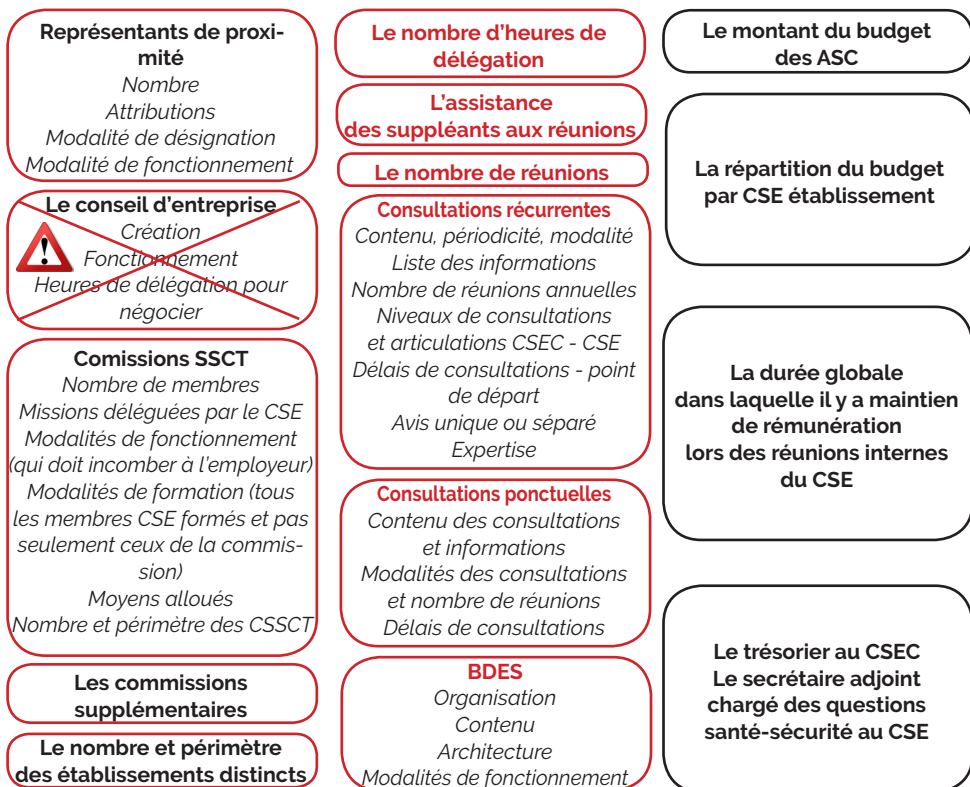 Représentants de proxi-
mité
Nombre
Attributions
Modalité de désignation
Modalité de fonctionnement
Le conseil d'entreprise
Création
Fonctionnement
Heures de délégation pour
négocier
Comissions SSCT
Nombre de membres
Missions déléguées par le CSE
Modalités de fonctionnement
(qui doit incomber à l'employeur)
Modalités de formation (tous
les membres CSE formés et pas
seulement ceux de la commis-
sion)
Moyens alloués
Nombre et périmètre des CSSCT
Les commissions
supplémentaires
Le nombre et périmètre
des établissements distincts
Le nombre d'heures de
délégation
L'assistance
des suppléants aux réunions
Le nombre de réunions
Consultations récurrentes
Contenu, périodicité, modalité
Liste des informations
Nombre de réunions annuelles
Niveaux de consultations
et articulations CSEC - CSE
Délais de consultations - point
de départ
Avis unique ou séparé
Expertise
Consultations ponctuelles
Contenu des consultations
et informations
Modalités des consultations
et nombre de réunions
Délais de consultations
BDES
Organisation
Contenu
Architecture
Modalités de fonctionnement
Le montant du budget
des ASC
La répartition du budget
par CSE établissement
La durée globale
dans laquelle il y a maintien
de rémunération
lors des réunions internes
du CSE
Le trésorier au CSEC
Le secrétaire adjoint
chargé des questions
santé-sécurité au CSE